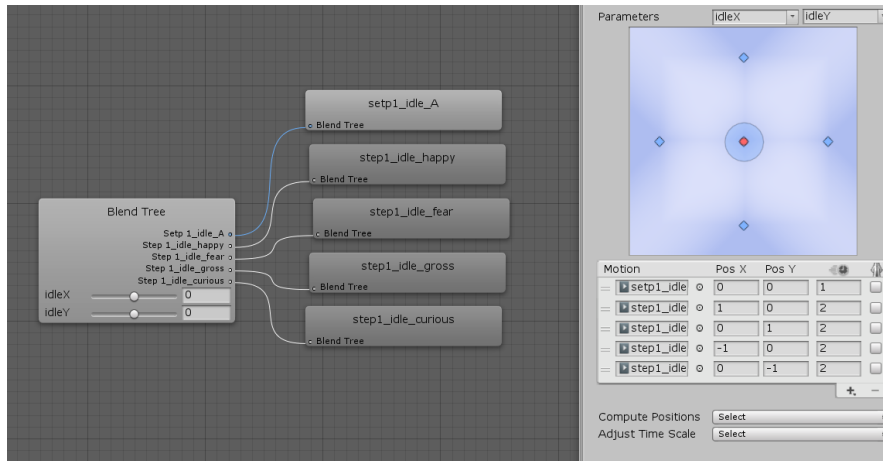 Parameters idleX idleY
setp1_idle_A
Blend Tree
step1_idle_happy
Blend Tree
Blend Tree
Setp 1_idle_A
Step 1_idle_happy
Step 1_idle_fear
Step 1_idle_gross
Step 1_idle_curious
idleX 0
idleY 0
step1_idle_fear
Blend Tree
step1_idle_gross
Blend Tree
step1_idle_curious
Blend Tree
Motion Pos X Pos Y
setp1_idle 0 0 1
step1_idle 1 0 2
step1_idle 0 1 2
step1_idle -1 0 2
step1_idle 0 -1 2
+ -
Compute Positions Select
Adjust Time Scale Select